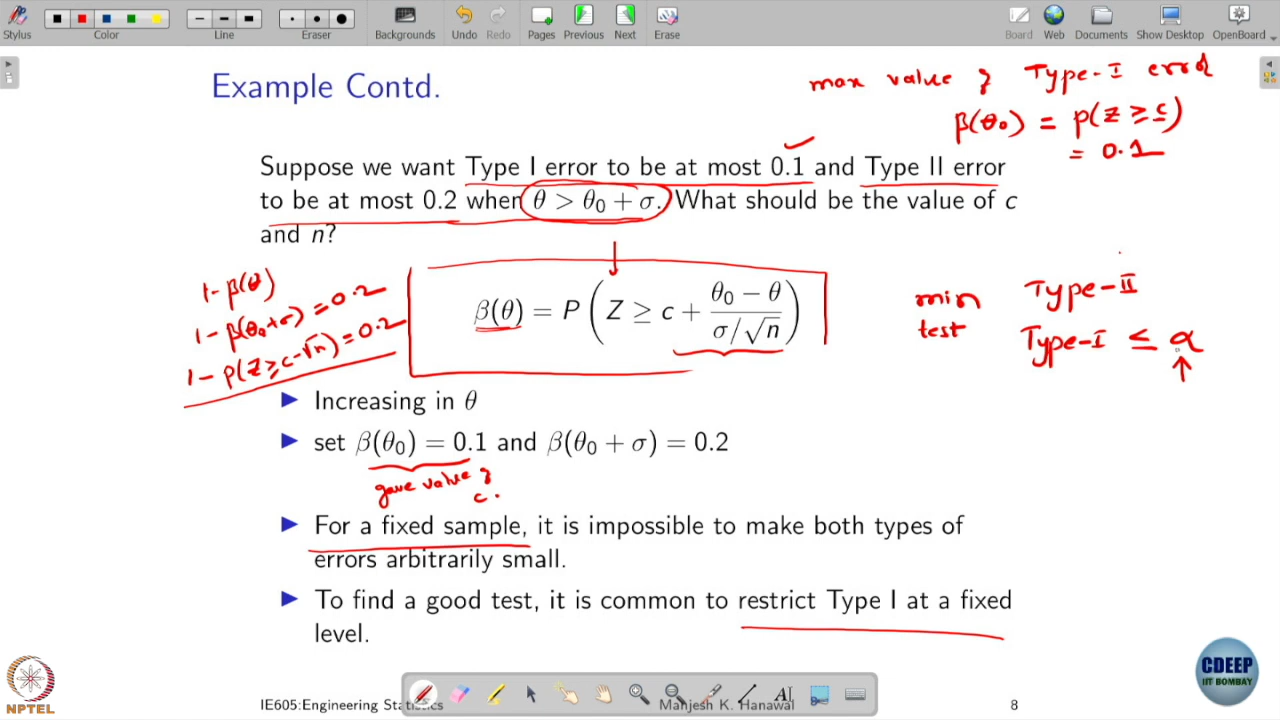 Stylus
Color
Line
Eraser
Backgrounds
Undo
Redo
Pages
Previous
Next
Erase
Board
Web
Documents
Show Desktop
OpenBoard
Example Contd.
max value of Type-I error
β(θ₀) = P(Z ≥ c)
= 0.1
Suppose we want Type I error to be at most 0.1 and Type II error
to be at most 0.2 when θ > θ₀ + σ. What should be the value of c
and n?
1-β(θ)
1-β(θ₀+σ)=0.2
1-P(Z≥c-√n)=0.2
β(θ) = P(Z ≥ c + (θ₀ − θ)/(σ/√n))
min Type-II
test Type-I ≤ α
▶ Increasing in θ
▶ set β(θ₀) = 0.1 and β(θ₀ + σ) = 0.2
gave value of
c.
▶ For a fixed sample, it is impossible to make both types of
errors arbitrarily small.
▶ To find a good test, it is common to restrict Type I at a fixed
level.
NPTEL
IE605:Engineering Statistics
Manjesh K. Hanawal
8
CDEEP
IIT BOMBAY